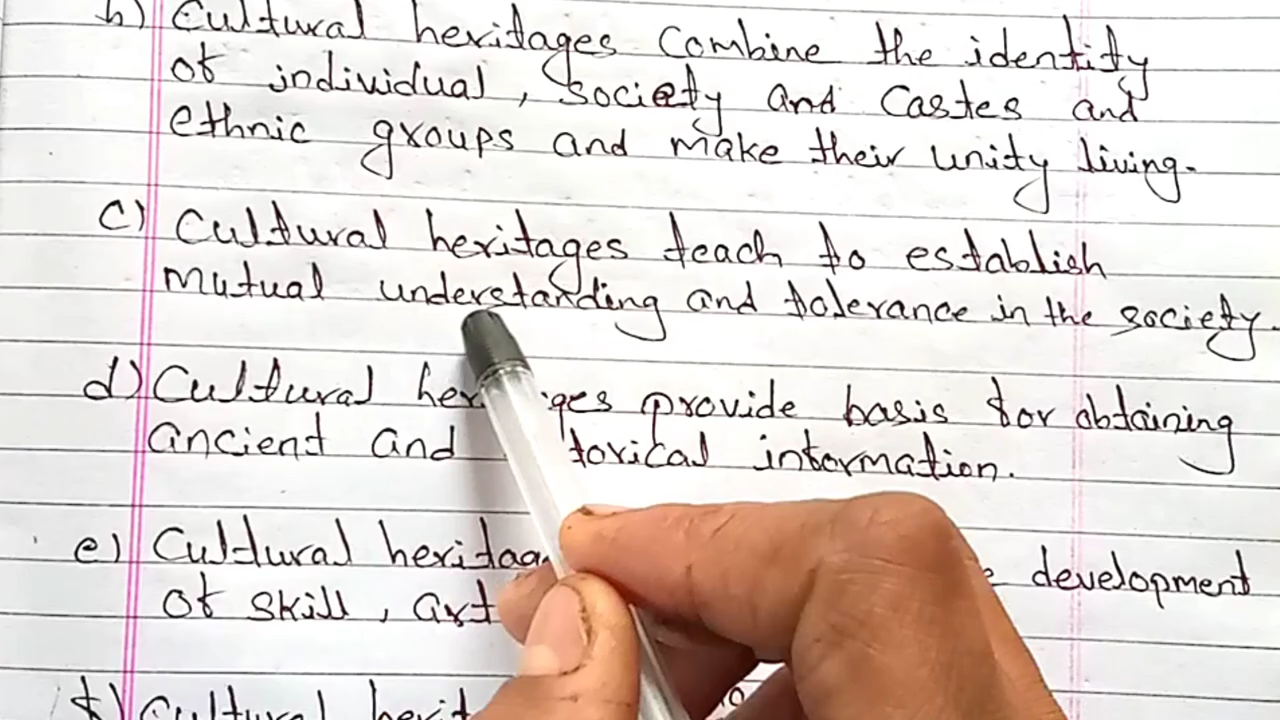 b) Cultural heritages combine the identity
of individual, society and castes and
ethnic groups and make their unity living.
c) Cultural heritages teach to establish
mutual understanding and tolerance in the society.
d) Cultural provide basis for obtaining
ancient and information.
e) Cultural development
of skill, art
f) Cultural